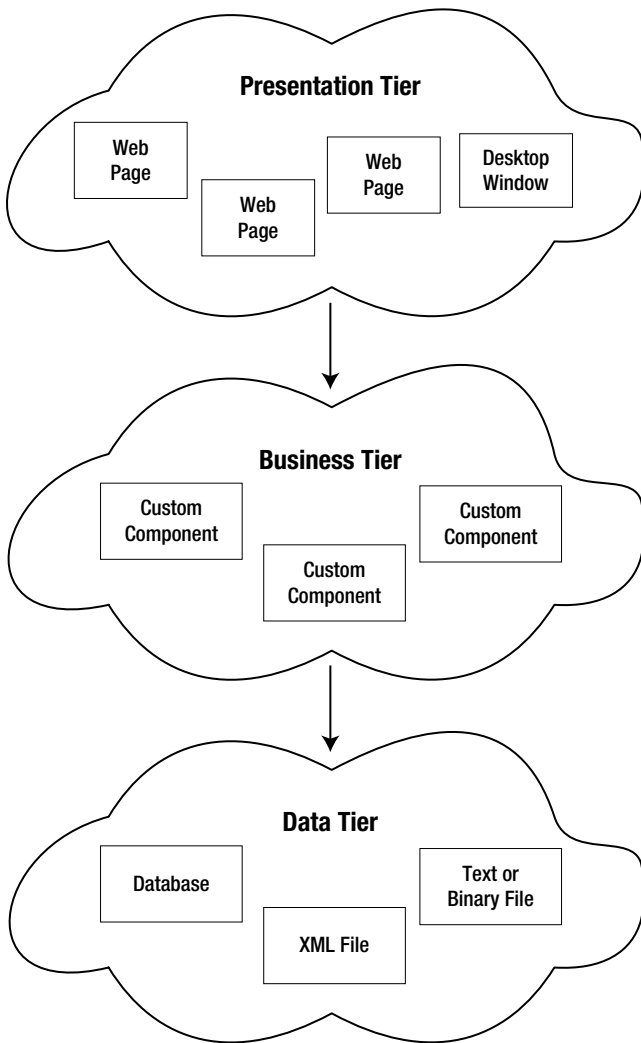 Presentation Tier
Web
Page
Web
Page
Web
Page
Desktop
Window
Business Tier
Custom
Component
Custom
Component
Custom
Component
Data Tier
Database
XML File
Text or
Binary File